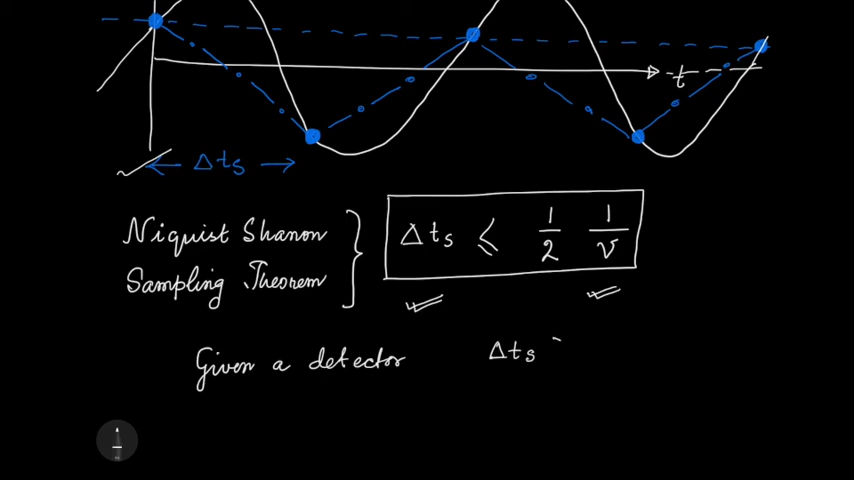 t
Δts
Niquist Shanon
Sampling Theorem
Δts ≤ 1/2 1/ν
Given a detector Δts